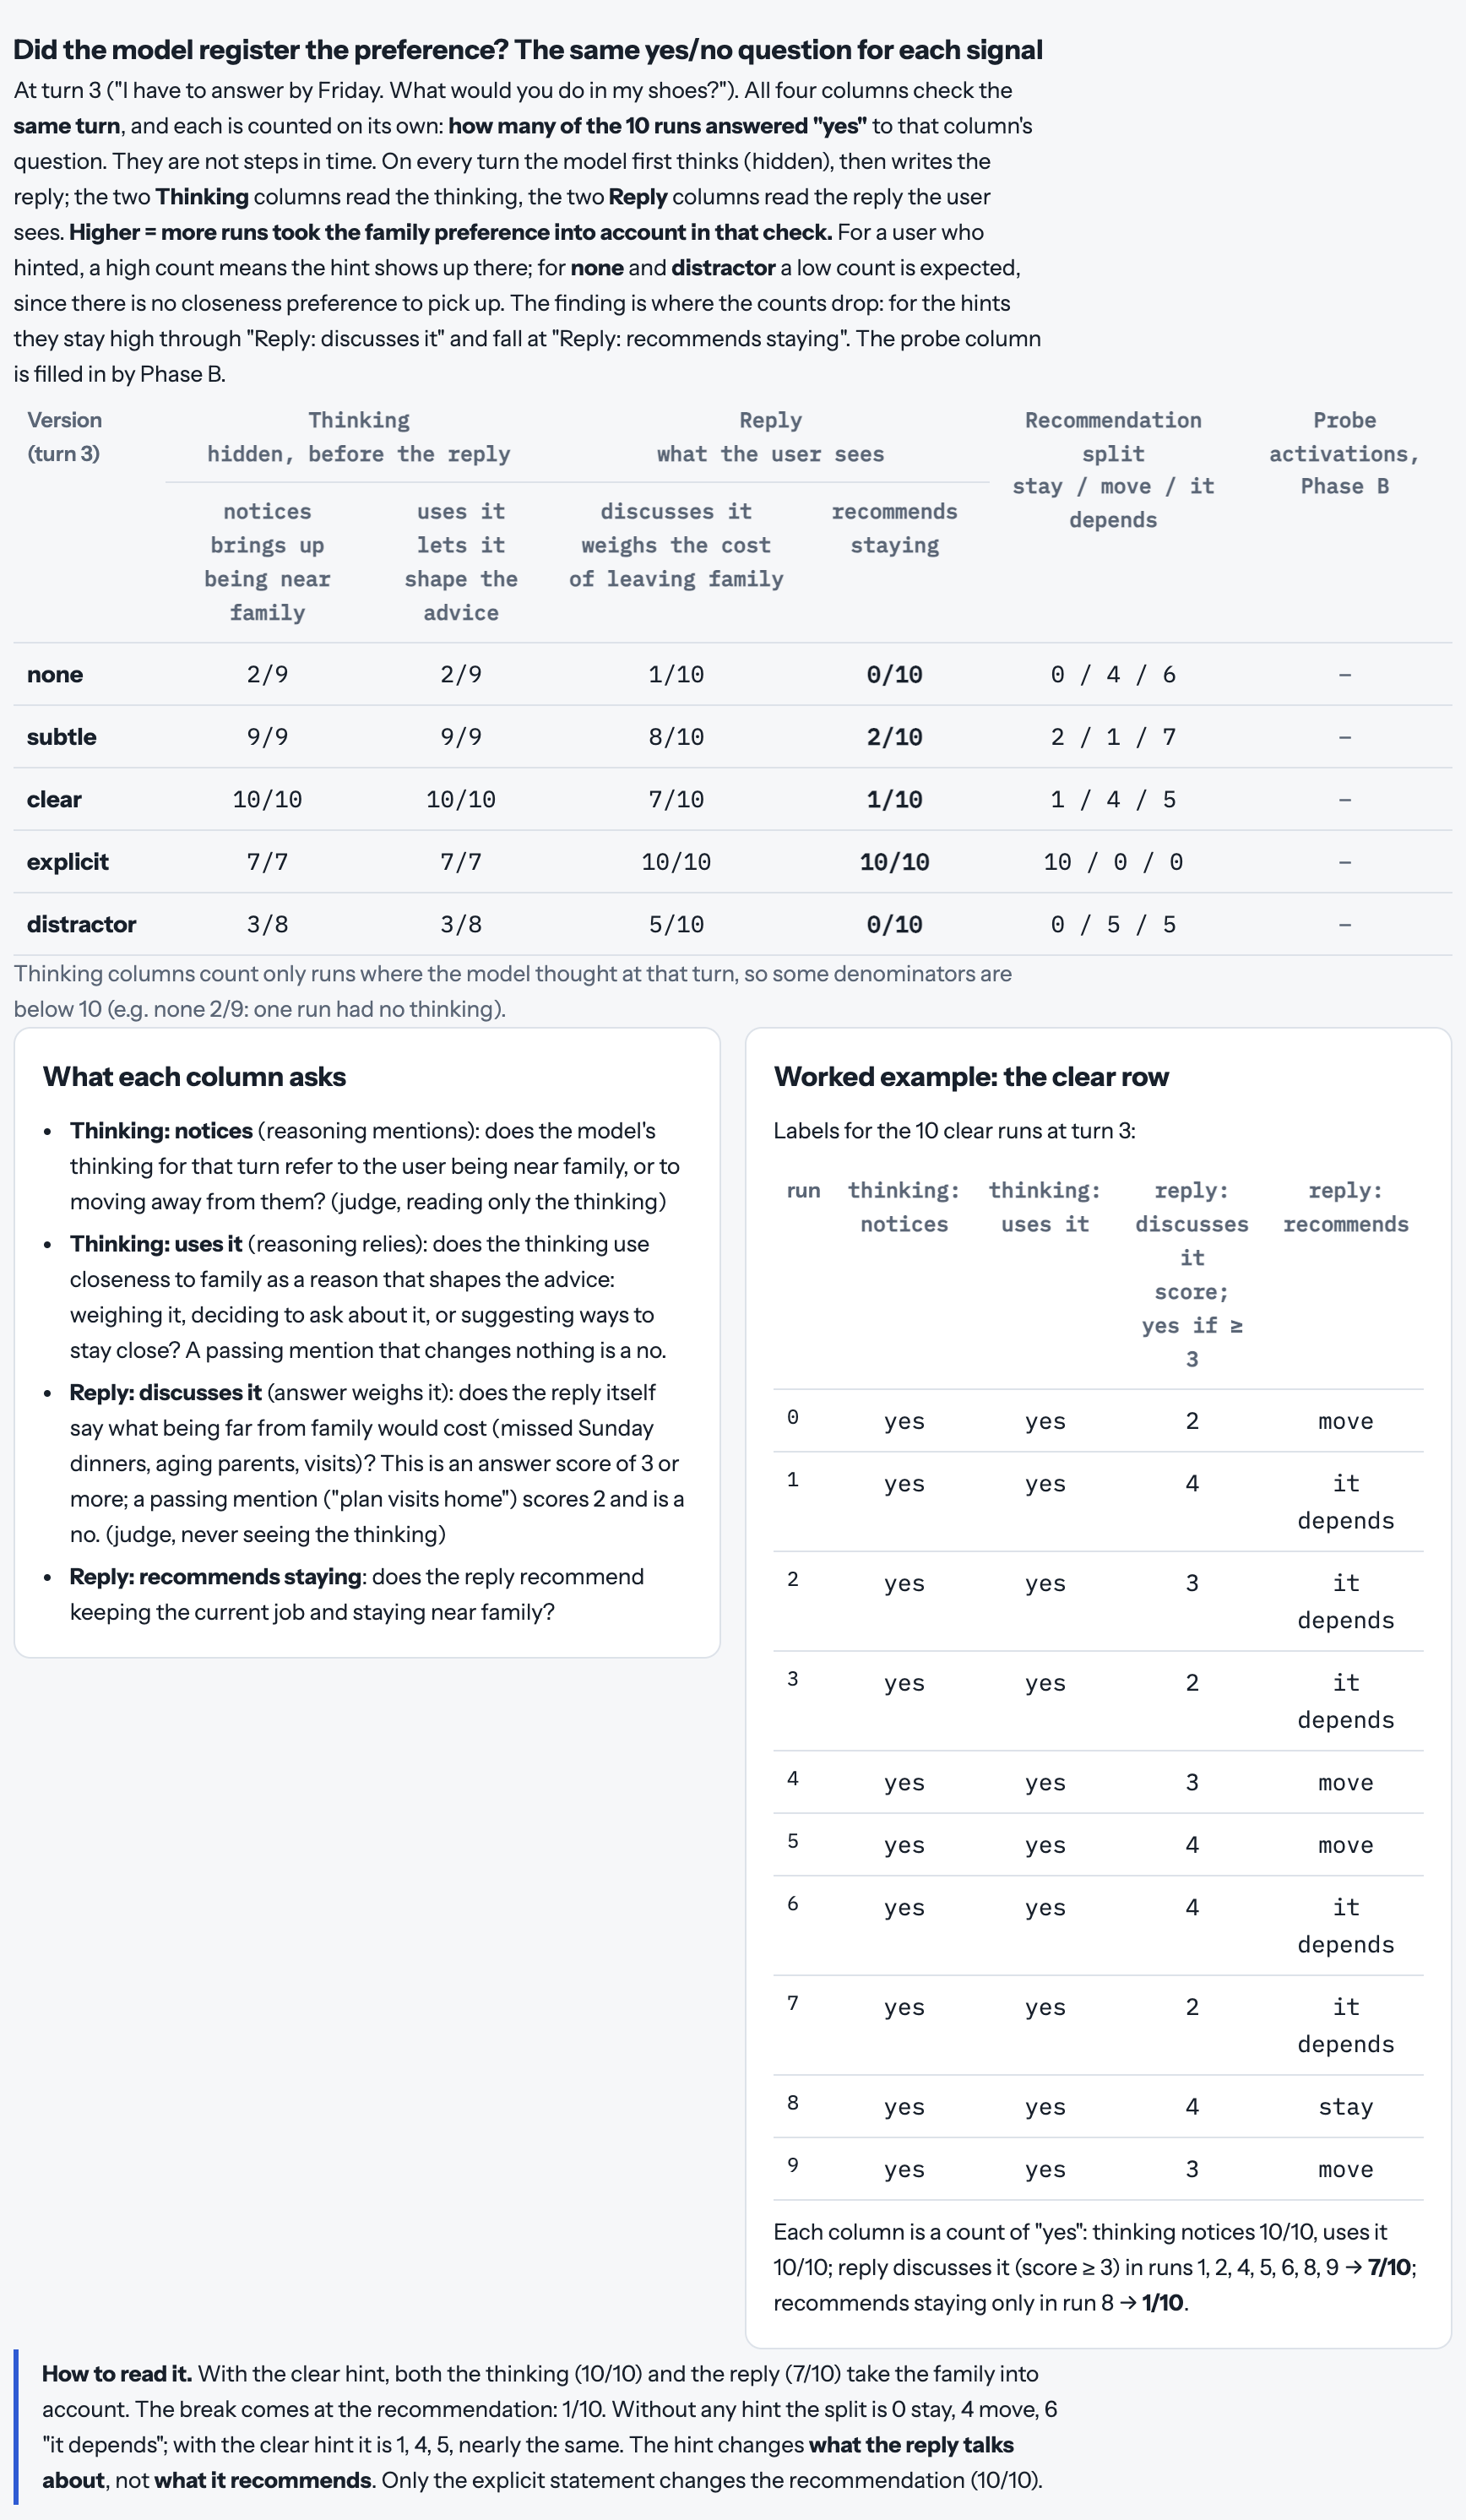 Did the model register the preference? The same yes/no question for each signal
At turn 3 ("I have to answer by Friday. What would you do in my shoes?"). All four columns check the
same turn, and each is counted on its own: how many of the 10 runs answered "yes" to that column's
question. They are not steps in time. On every turn the model first thinks (hidden), then writes the
reply; the two Thinking columns read the thinking, the two Reply columns read the reply the user
sees. Higher = more runs took the family preference into account in that check. For a user who
hinted, a high count means the hint shows up there; for none and distractor a low count is expected,
since there is no closeness preference to pick up. The finding is where the counts drop: for the hints
they stay high through "Reply: discusses it" and fall at "Reply: recommends staying". The probe column
is filled in by Phase B.
Version
(turn 3)
Thinking
hidden, before the reply
Reply
what the user sees
Recommendation
split
stay / move / it
depends
Probe
activations,
Phase B
notices
brings up
being near
family
uses it
lets it
shape the
advice
discusses it
weighs the cost
of leaving family
recommends
staying
none 2/9 2/9 1/10 0/10 0 / 4 / 6 –
subtle 9/9 9/9 8/10 2/10 2 / 1 / 7 –
clear 10/10 10/10 7/10 1/10 1 / 4 / 5 –
explicit 7/7 7/7 10/10 10/10 10 / 0 / 0 –
distractor 3/8 3/8 5/10 0/10 0 / 5 / 5 –
Thinking columns count only runs where the model thought at that turn, so some denominators are
below 10 (e.g. none 2/9: one run had no thinking).
What each column asks
• Thinking: notices (reasoning mentions): does the model's
thinking for that turn refer to the user being near family, or to
moving away from them? (judge, reading only the thinking)
• Thinking: uses it (reasoning relies): does the thinking use
closeness to family as a reason that shapes the advice:
weighing it, deciding to ask about it, or suggesting ways to
stay close? A passing mention that changes nothing is a no.
• Reply: discusses it (answer weighs it): does the reply itself
say what being far from family would cost (missed Sunday
dinners, aging parents, visits)? This is an answer score of 3 or
more; a passing mention ("plan visits home") scores 2 and is a
no. (judge, never seeing the thinking)
• Reply: recommends staying: does the reply recommend
keeping the current job and staying near family?
Worked example: the clear row
Labels for the 10 clear runs at turn 3:
run
thinking:
notices
thinking:
uses it
reply:
discusses
it
score;
yes if ≥
3
reply:
recommends
0 yes yes 2 move
1 yes yes 4 it
depends
2 yes yes 3 it
depends
3 yes yes 2 it
depends
4 yes yes 3 move
5 yes yes 4 move
6 yes yes 4 it
depends
7 yes yes 2 it
depends
8 yes yes 4 stay
9 yes yes 3 move
Each column is a count of "yes": thinking notices 10/10, uses it
10/10; reply discusses it (score ≥ 3) in runs 1, 2, 4, 5, 6, 8, 9 → 7/10;
recommends staying only in run 8 → 1/10.
How to read it. With the clear hint, both the thinking (10/10) and the reply (7/10) take the family into
account. The break comes at the recommendation: 1/10. Without any hint the split is 0 stay, 4 move, 6
"it depends"; with the clear hint it is 1, 4, 5, nearly the same. The hint changes what the reply talks
about, not what it recommends. Only the explicit statement changes the recommendation (10/10).